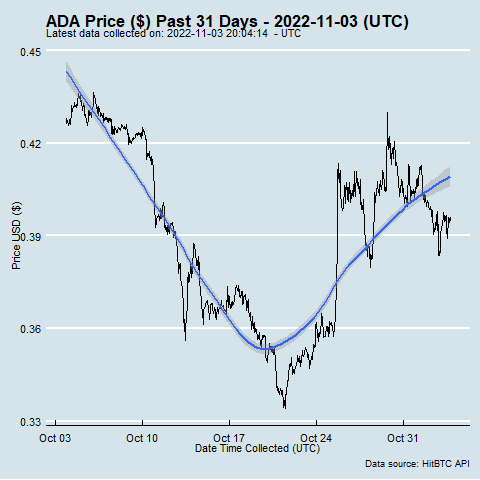 ADA Price ($) Past 31 Days - 2022-11-03 (UTC)
Latest data collected on: 2022-11-03 20:04:14 - UTC
0.45
0.42
0.39
0.36
0.33
Price USD ($)
Oct 03 Oct 10 Oct 17 Oct 24 Oct 31
Date Time Collected (UTC)
Data source: HitBTC API